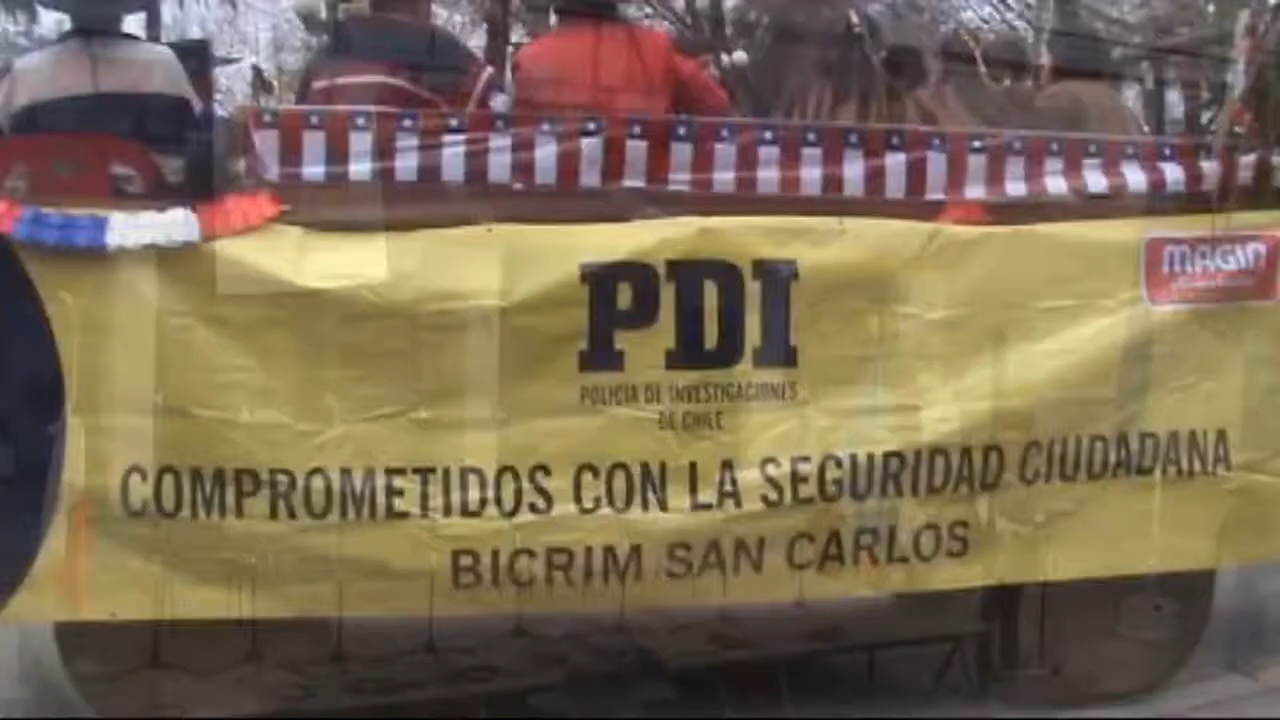 MAGIN
PDI
POLICIA DE INVESTIGACIONES
DE CHILE
COMPROMETIDOS CON LA SEGURIDAD CIUDADANA
BICRIM SAN CARLOS